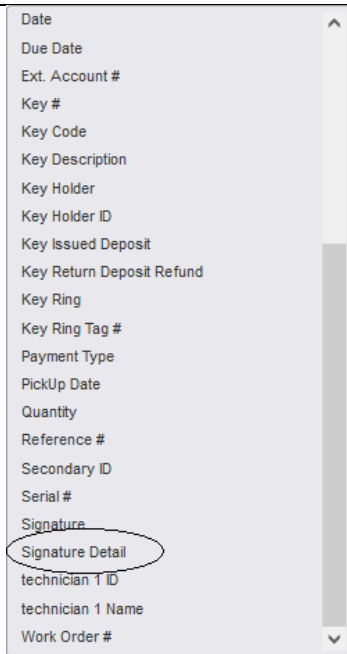 Date
Due Date
Ext. Account #
Key #
Key Code
Key Description
Key Holder
Key Holder ID
Key Issued Deposit
Key Return Deposit Refund
Key Ring
Key Ring Tag #
Payment Type
PickUp Date
Quantity
Reference #
Secondary ID
Serial #
Signature
Signature Detail
technician 1 ID
technician 1 Name
Work Order #